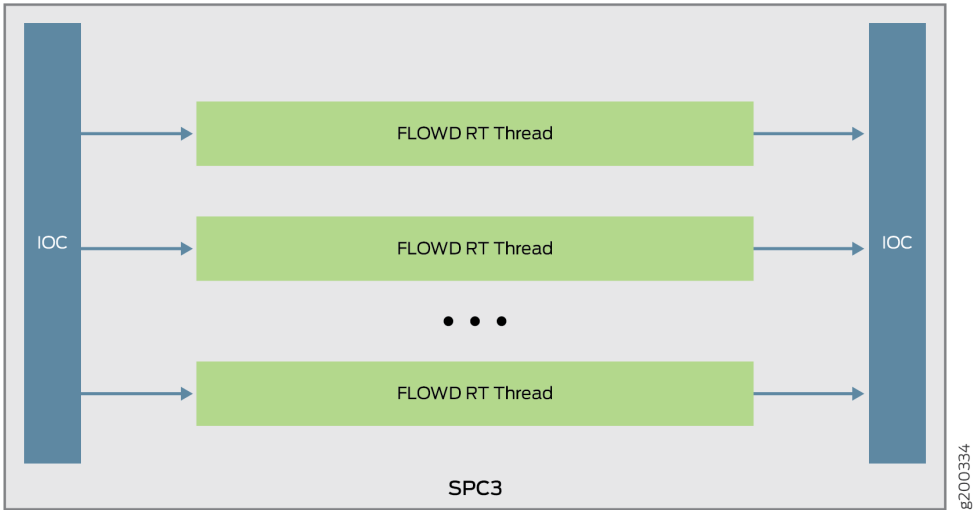 FLOWD RT Thread
IOC
FLOWD RT Thread
IOC
• • •
FLOWD RT Thread
SPC3
g200334